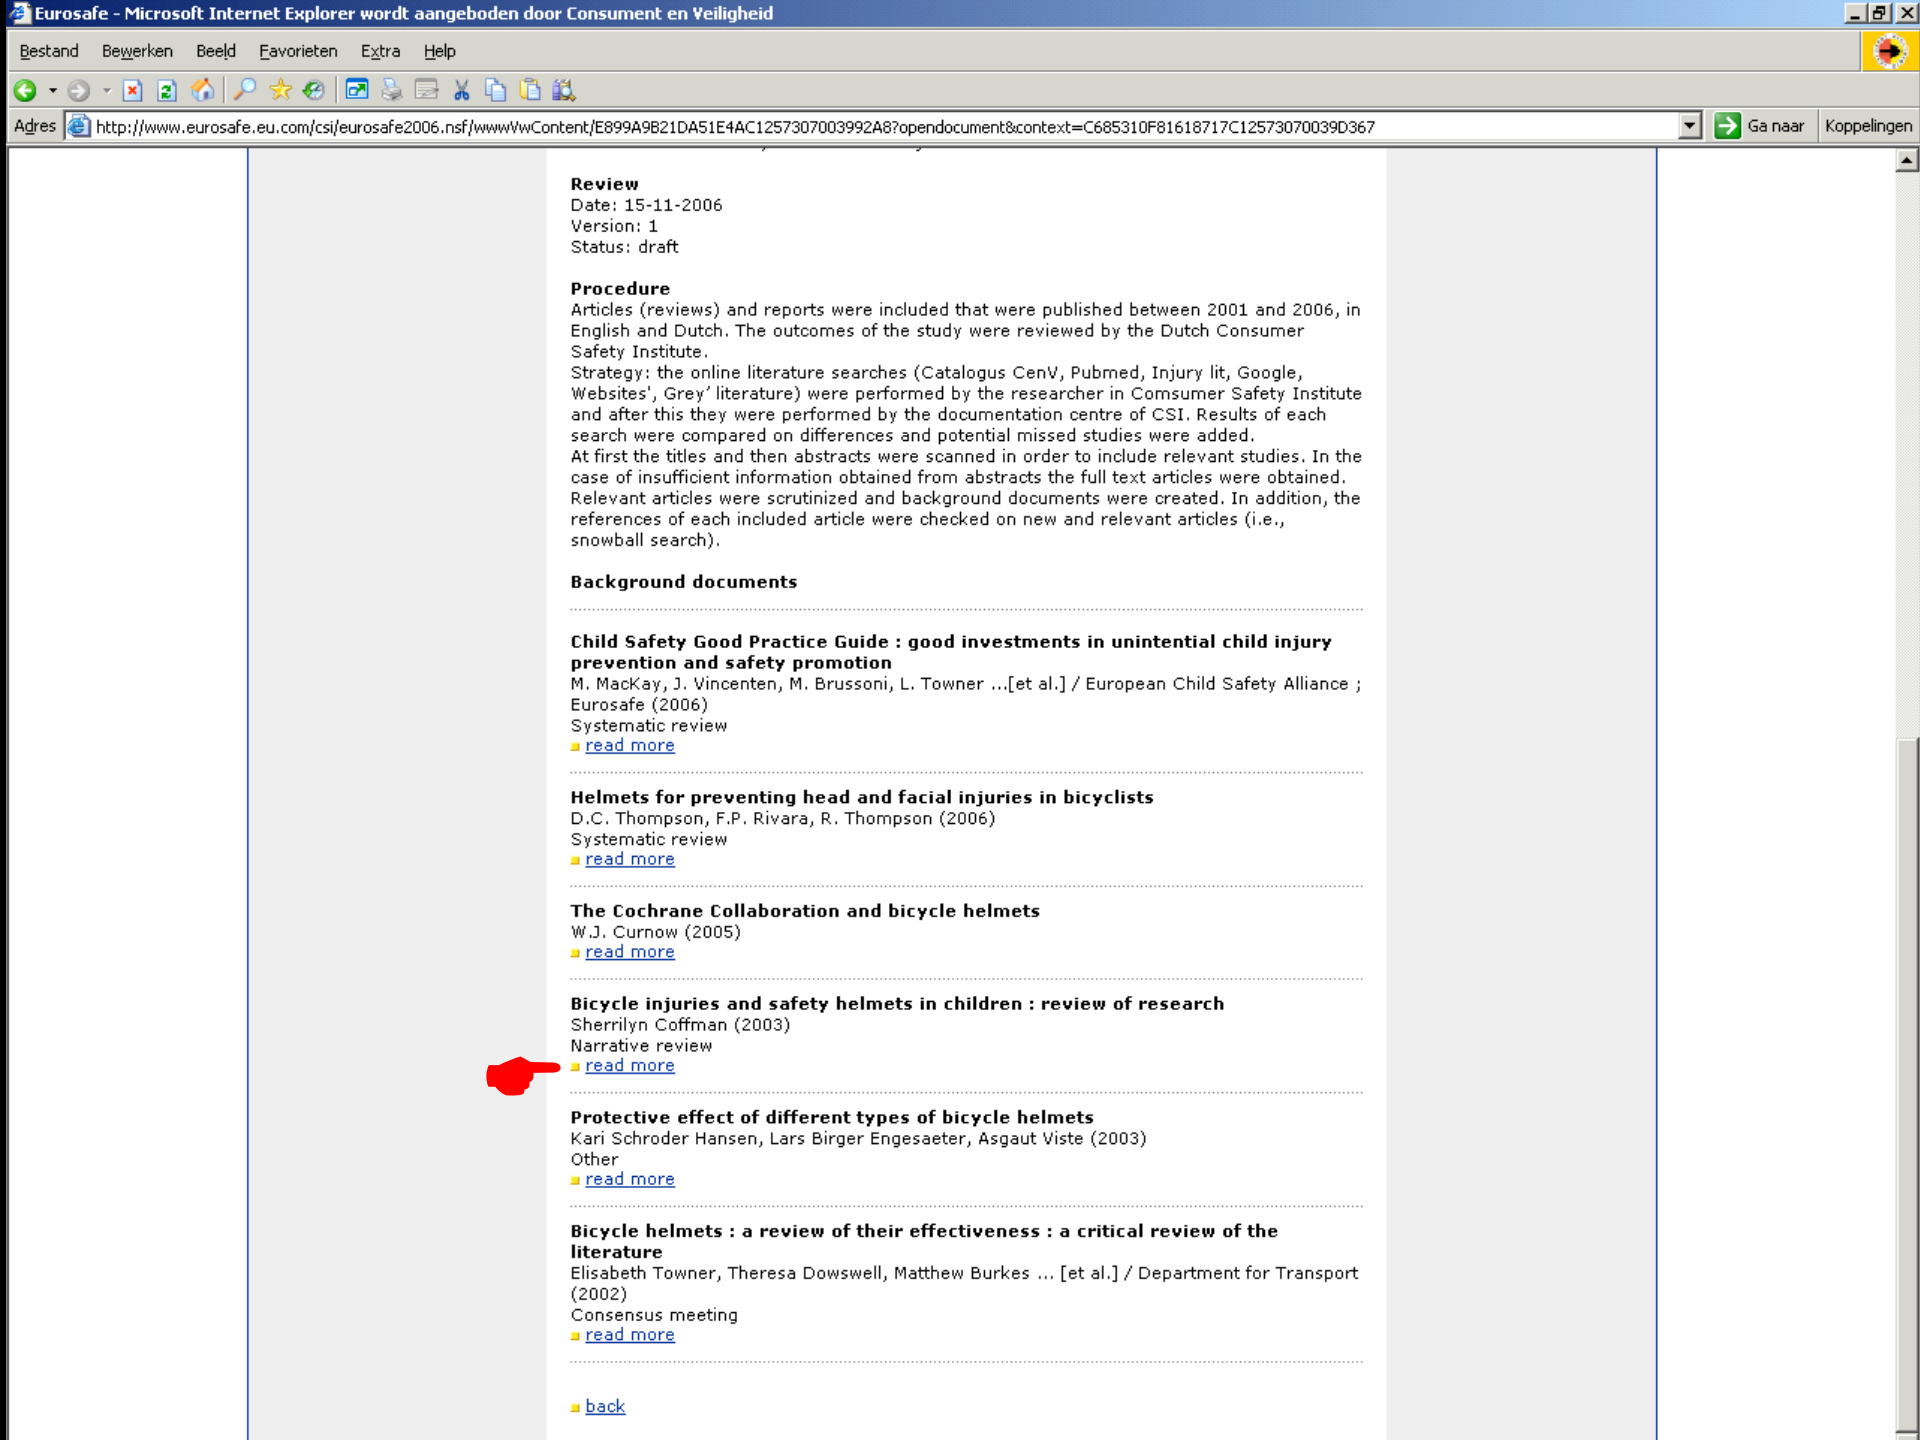 Eurosafe - Microsoft Internet Explorer wordt aangeboden door Consument en Veiligheid
Bestand Bewerken Beeld Favorieten Extra Help
Adres http://www.eurosafe.eu.com/csi/eurosafe2006.nsf/wwwVwContent/E899A9B21DA51E4AC1257307003992A8?opendocument&context=C685310F81618717C12573070039D367 Ga naar Koppelingen
Review
Date: 15-11-2006
Version: 1
Status: draft
Procedure
Articles (reviews) and reports were included that were published between 2001 and 2006, in
English and Dutch. The outcomes of the study were reviewed by the Dutch Consumer
Safety Institute.
Strategy: the online literature searches (Catalogus CenV, Pubmed, Injury lit, Google,
Websites', Grey’ literature) were performed by the researcher in Comsumer Safety Institute
and after this they were performed by the documentation centre of CSI. Results of each
search were compared on differences and potential missed studies were added.
At first the titles and then abstracts were scanned in order to include relevant studies. In the
case of insufficient information obtained from abstracts the full text articles were obtained.
Relevant articles were scrutinized and background documents were created. In addition, the
references of each included article were checked on new and relevant articles (i.e.,
snowball search).
Background documents
Child Safety Good Practice Guide : good investments in unintential child injury
prevention and safety promotion
M. MacKay, J. Vincenten, M. Brussoni, L. Towner ...[et al.] / European Child Safety Alliance ;
Eurosafe (2006)
Systematic review
read more
Helmets for preventing head and facial injuries in bicyclists
D.C. Thompson, F.P. Rivara, R. Thompson (2006)
Systematic review
read more
The Cochrane Collaboration and bicycle helmets
W.J. Curnow (2005)
read more
Bicycle injuries and safety helmets in children : review of research
Sherrilyn Coffman (2003)
Narrative review
read more
Protective effect of different types of bicycle helmets
Kari Schroder Hansen, Lars Birger Engesaeter, Asgaut Viste (2003)
Other
read more
Bicycle helmets : a review of their effectiveness : a critical review of the
literature
Elisabeth Towner, Theresa Dowswell, Matthew Burkes ... [et al.] / Department for Transport
(2002)
Consensus meeting
read more
back